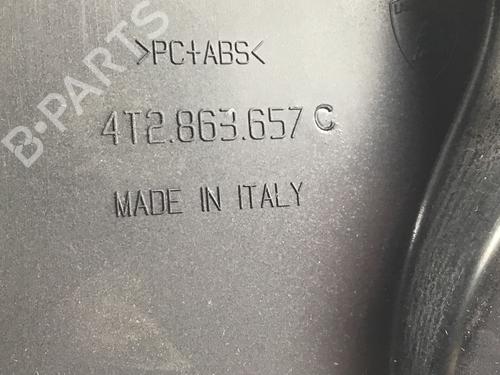 >PC+ABS<
4T2.863.657 C
MADE IN ITALY
B-PARTS